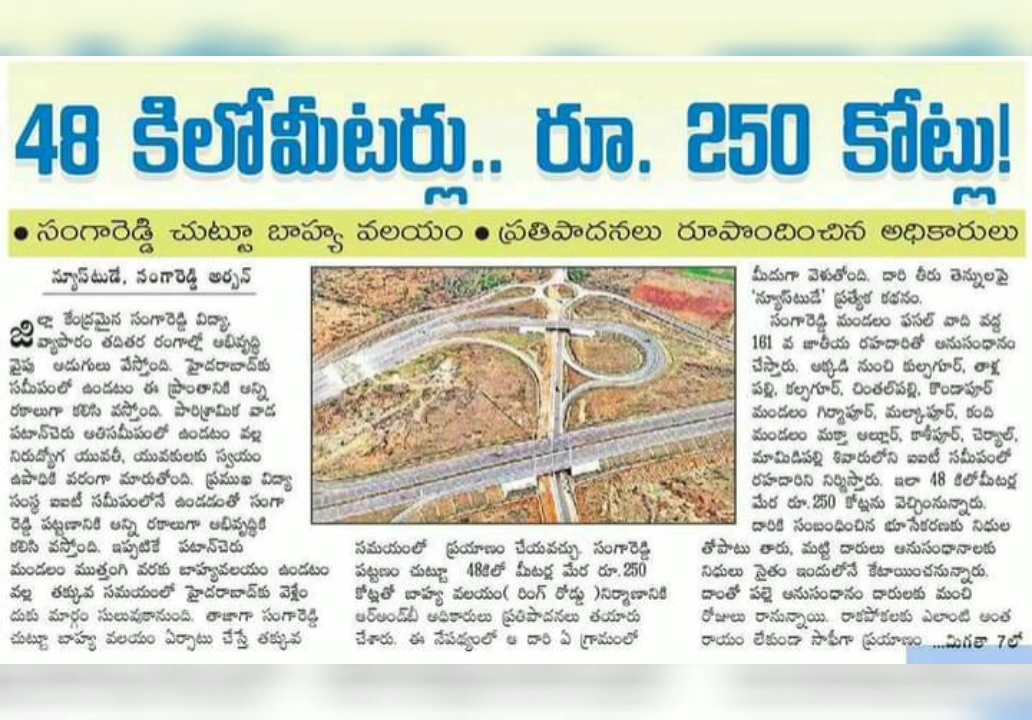 48 కిలోమీటర్లు.. రూ. 250 కోట్లు!
● సంగారెడ్డి చుట్టూ బాహ్య వలయం ● ప్రతిపాదనలు రూపొందించిన అధికారులు
న్యూస్‌టుడే, సంగారెడ్డి అర్బన్
జిల్లా కేంద్రమైన సంగారెడ్డి విద్యా,
వ్యాపారం తదితర రంగాల్లో అభివృద్ధి
వైపు అడుగులు వేస్తోంది. హైదరాబాద్‌కు
సమీపంలో ఉండటం ఈ ప్రాంతానికి అన్ని
రకాలుగా కలిసి వస్తోంది. పారిశ్రామిక వాడ
పటాన్‌చెరు అతిసమీపంలో ఉండటం వల్ల
నిరుద్యోగ యువతీ, యువకులకు స్వయం
ఉపాధికి వరంగా మారుతోంది. ప్రముఖ విద్యా
సంస్థ ఐఐటీ సమీపంలోనే ఉండడంతో సంగా
రెడ్డి పట్టణానికి అన్ని రకాలుగా అభివృద్ధికి
కలిసి వస్తోంది. ఇప్పటికే పటాన్‌చెరు
మండలం ముత్తంగి వరకు బాహ్యవలయం ఉండటం
వల్ల తక్కువ సమయంలో హైదరాబాద్‌కు వెళ్లేం
దుకు మార్గం సులువుకానుంది. తాజాగా సంగారెడ్డి
చుట్టూ బాహ్య వలయం ఏర్పాటు చేస్తే తక్కువ
సమయంలో ప్రయాణం చేయవచ్చు. సంగారెడ్డి
పట్టణం చుట్టూ 48కిలో మీటర్ల మేర రూ.250
కోట్లతో బాహ్య వలయం( రింగ్ రోడ్డు )నిర్మాణానికి
ఆర్అండ్‌బీ అధికారులు ప్రతిపాదనలు తయారు
చేశారు. ఈ నేపథ్యంలో ఆ దారి ఏ గ్రామంలో
మీదుగా వెళుతోంది. దారి తీరు తెన్నులపై
'న్యూస్‌టుడే' ప్రత్యేక కథనం.
సంగారెడ్డి మండలం ఫసల్ వాది వద్ద
161 వ జాతీయ రహదారితో అనుసంధానం
చేస్తారు. అక్కడి నుంచి కుల్బగూర్, తాళ్ల
పల్లి, కల్పగూర్, చింతల్‌పల్లి, కొండాపూర్
మండలం గిర్మాపూర్, మల్కాపూర్, కంది
మండలం మక్తా అల్లూర్, కాశీపూర్, చెర్యాల్,
మామిడిపల్లి శివారులోని ఐఐటీ సమీపంలో
రహదారిని నిర్మిస్తారు. ఇలా 48 కిలోమీటర్ల
మేర రూ.250 కోట్లను వెచ్చించనున్నారు.
దారికి సంబంధించిన భూసేకరణకు నిధుల
తోపాటు తారు, మట్టి దారులు అనుసంధానాలకు
నిధులు సైతం ఇందులోనే కేటాయించనున్నారు.
దాంతో పల్లె అనుసంధానం దారులకు మంచి
రోజులు రానున్నాయి. రాకపోకలకు ఎలాంటి అంత
రాయం లేకుండా సాఫీగా ప్రయాణం ...మిగతా 7లో